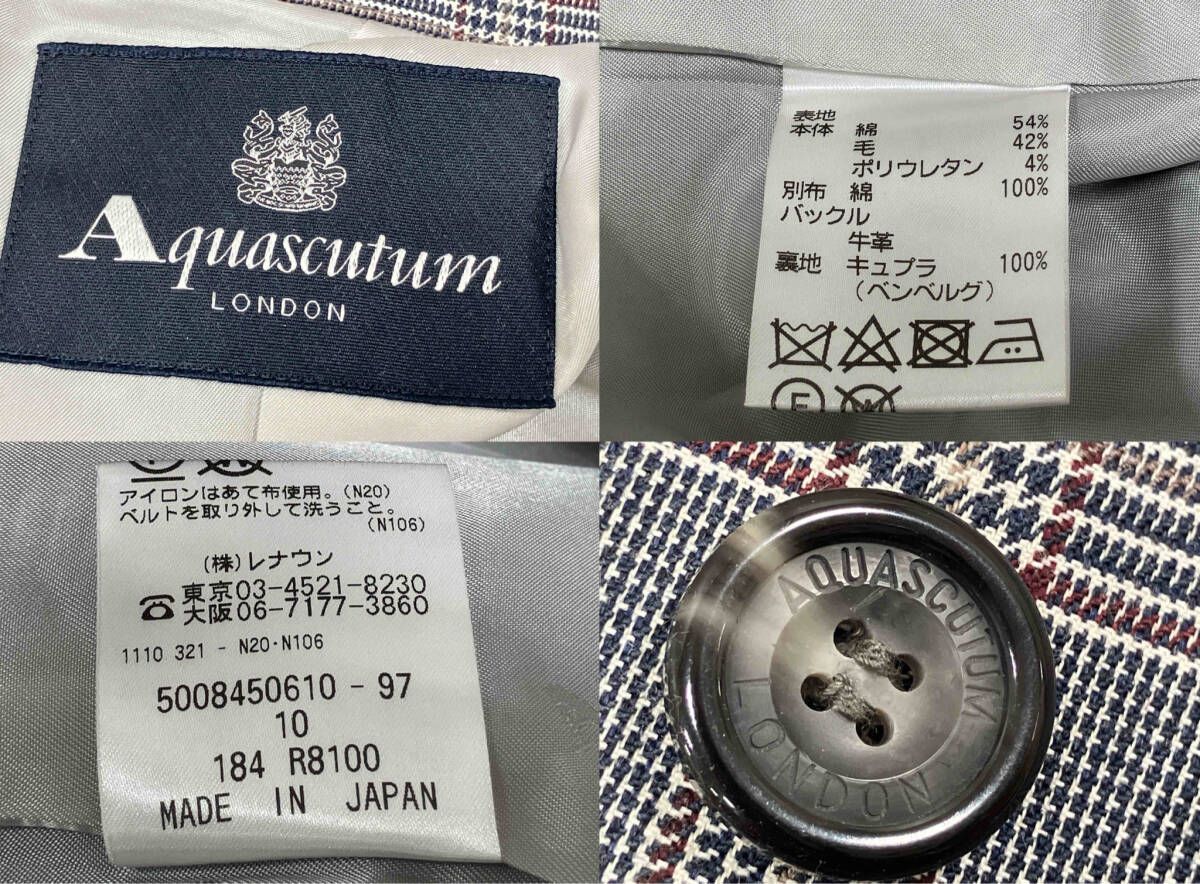 Aquascutum
LONDON
表地
本体 綿 54%
毛 42%
ポリウレタン 4%
別布 綿 100%
バックル
牛革
裏地 キュプラ 100%
(ベンベルグ)
アイロンはあて布使用。(N20)
ベルトを取り外して洗うこと。
(N106)
(株)レナウン
☎東京03-4521-8230
大阪06-7177-3860
1110 321 - N20・N106
5008450610 - 97
10
184 R8100
MADE IN JAPAN
AQUASCUTUM
LONDON